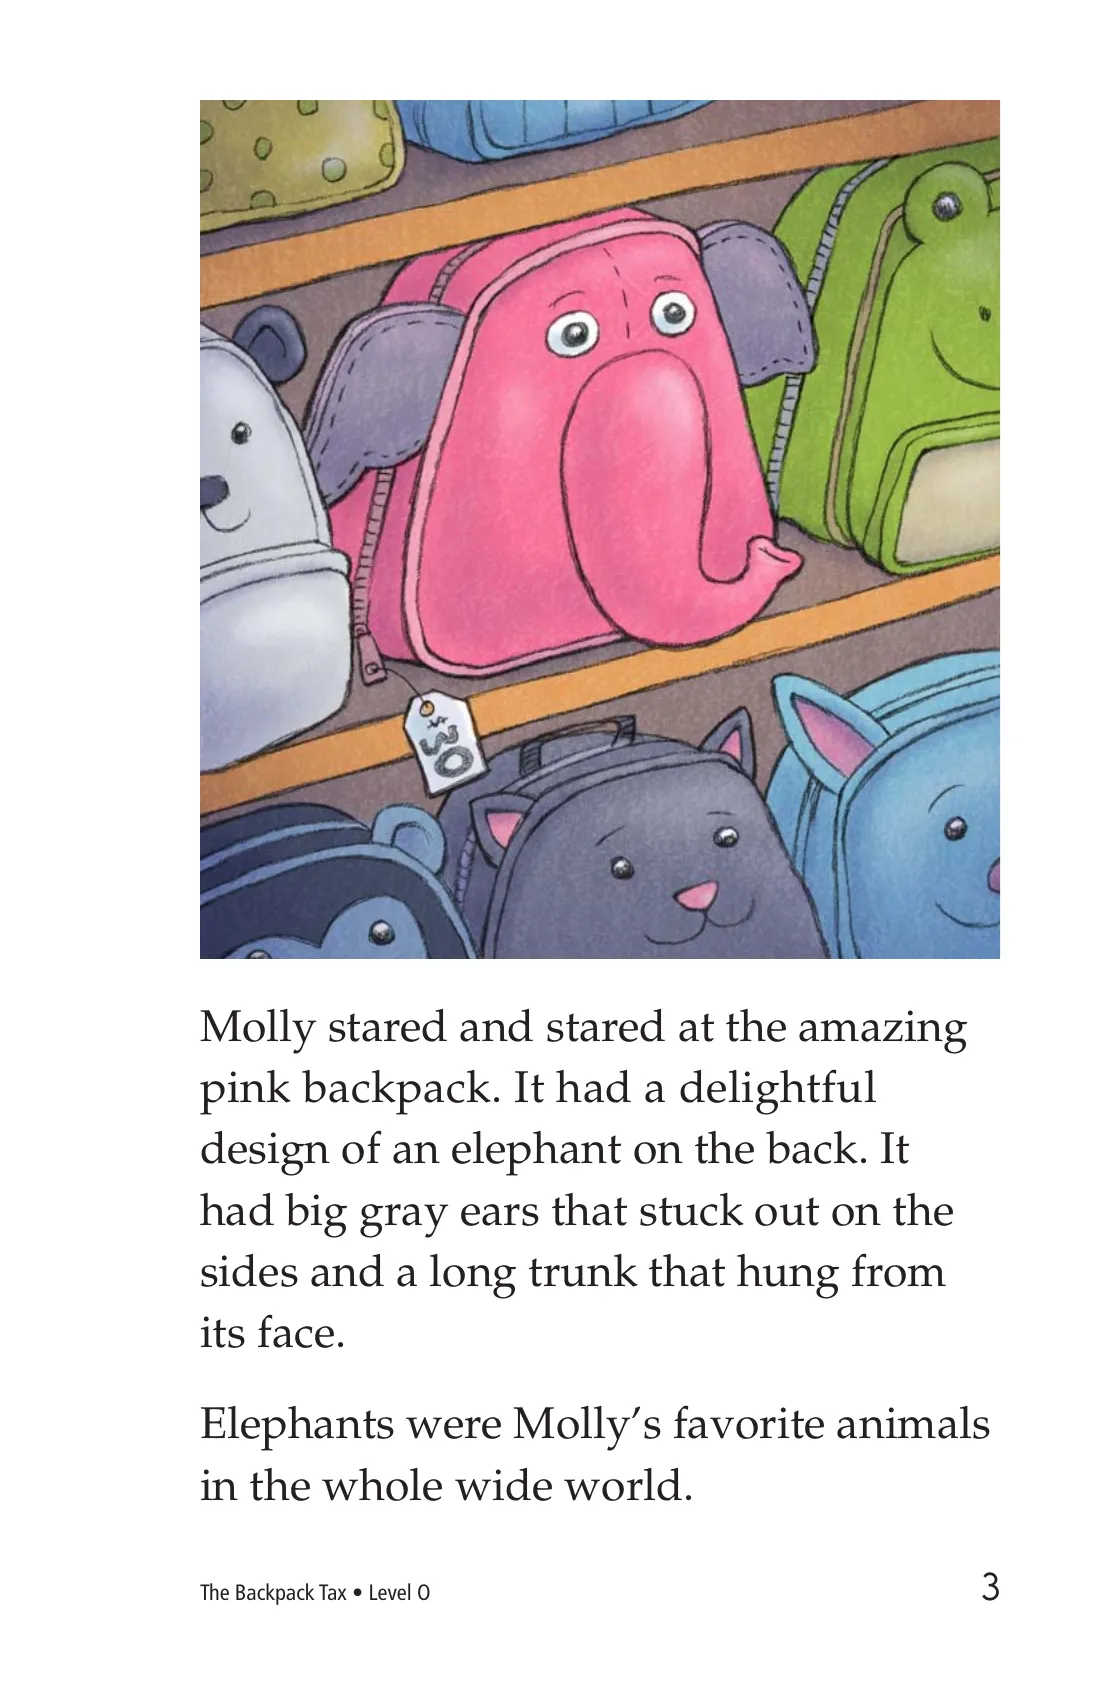 $30
Molly stared and stared at the amazing
pink backpack. It had a delightful
design of an elephant on the back. It
had big gray ears that stuck out on the
sides and a long trunk that hung from
its face.
Elephants were Molly’s favorite animals
in the whole wide world.
The Backpack Tax • Level O
3